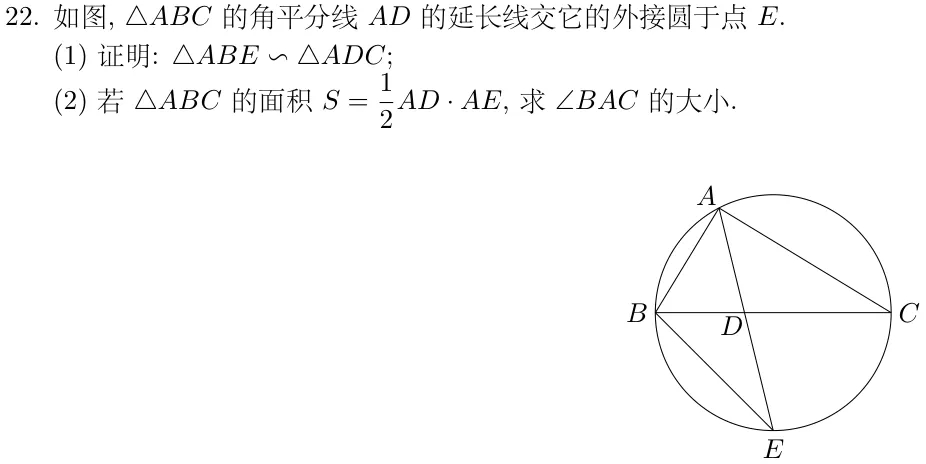 22. 如图, △ABC 的角平分线 AD 的延长线交它的外接圆于点 E.
(1) 证明: △ABE ∽ △ADC;
(2) 若 △ABC 的面积 S = \frac{1}{2}AD · AE, 求 ∠BAC 的大小.
A
B
D
C
E